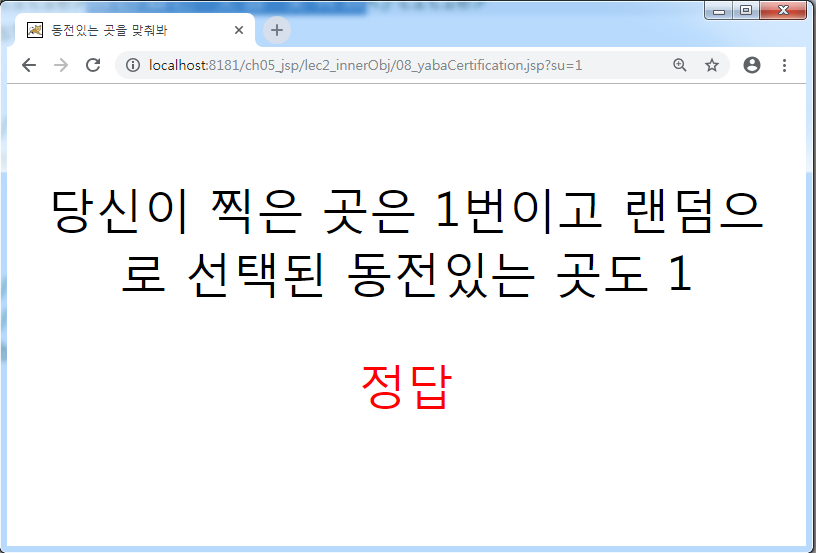 동전있는 곳을 맞춰봐
localhost:8181/ch05_jsp/lec2_innerObj/08_yabaCertification.jsp?su=1
당신이 찍은 곳은 1번이고 랜덤으
로 선택된 동전있는 곳도 1
정답